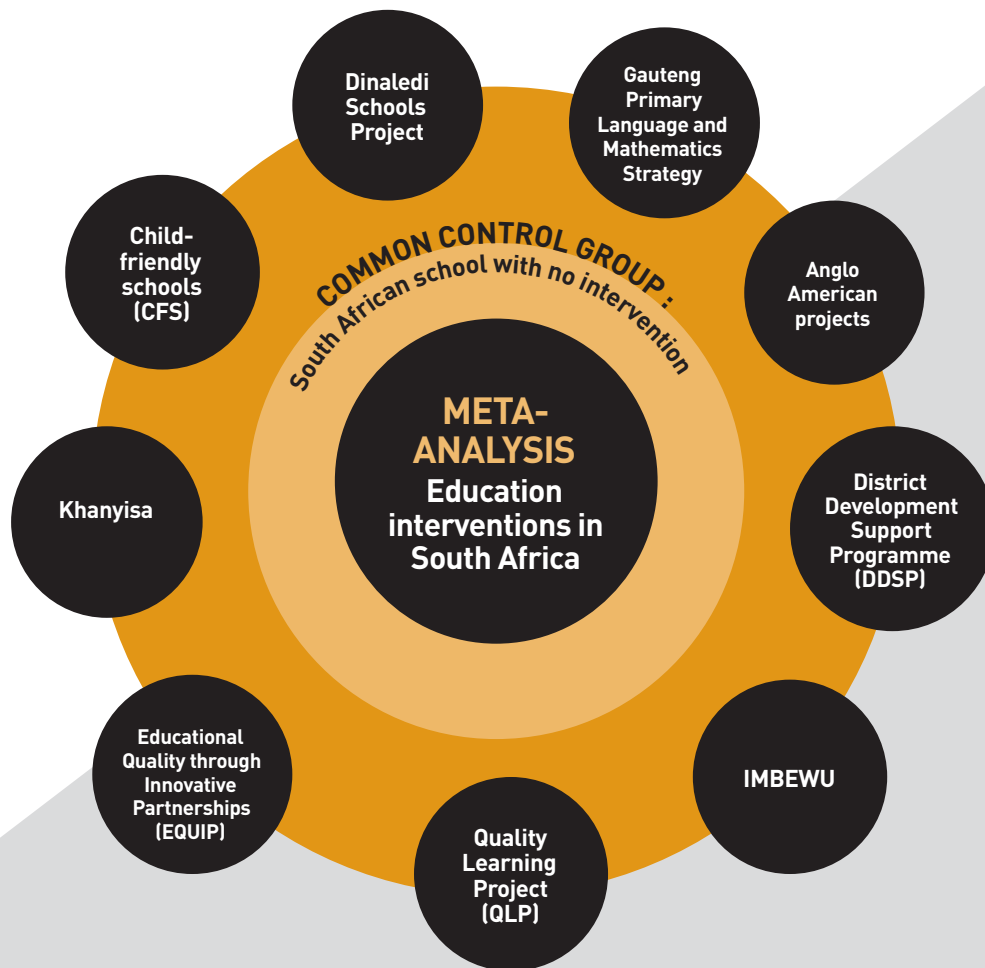 Dinaledi
Schools
Project
Gauteng
Primary
Language and
Mathematics
Strategy
Child-
friendly
schools
(CFS)
Anglo
American
projects
COMMON CONTROL GROUP :
South African school with no intervention
META-
ANALYSIS
Education
interventions in
South Africa
Khanyisa
District
Development
Support
Programme
(DDSP)
Educational
Quality through
Innovative
Partnerships
(EQUIP)
Quality
Learning
Project
(QLP)
IMBEWU